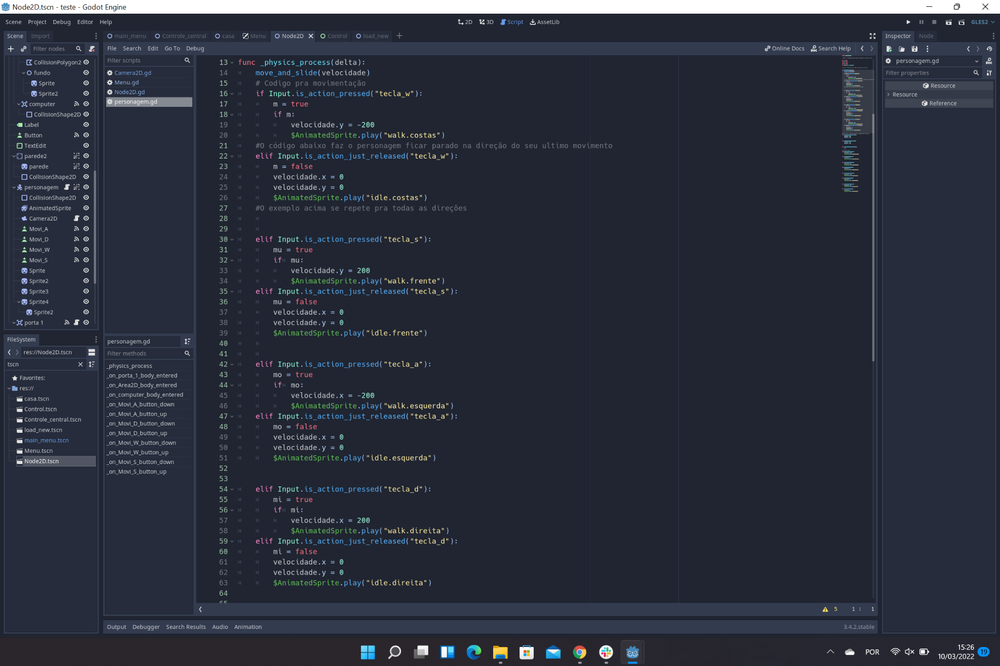 Node2D.tscn - teste - Godot Engine
Scene Project Debug Editor Help
2D 3D Script AssetLib
GLES2
Scene Import
main_menu Controle_central casa Menu Node2D Control load_new
Inspector Node
Filter nodes
File Search Edit Go To Debug
Online Docs Search Help
CollisionPolygon2
fundo
Sprite
Sprite2
computer
CollisionShape2D
Label
Button
TextEdit
parede2
parede
CollisionShape2D
personagem
CollisionShape2D
AnimatedSprite
Camera2D
Movi_A
Movi_D
Movi_W
Movi_S
Sprite
Sprite2
Sprite3
Sprite4
Sprite2
porta 1
FileSystem
res://Node2D.tscn
tscn
Favorites:
res://
casa.tscn
Control.tscn
Controle_central.tscn
load_new.tscn
main_menu.tscn
Menu.tscn
Node2D.tscn
Filter scripts
Camera2D.gd
Menu.gd
Node2D.gd
personagem.gd
personagem.gd
Filter methods
_physics_process
_on_porta_1_body_entered
_on_Area2D_body_entered
_on_computer_body_entered
_on_Movi_A_button_down
_on_Movi_A_button_up
_on_Movi_D_button_down
_on_Movi_D_button_up
_on_Movi_W_button_down
_on_Movi_W_button_up
_on_Movi_S_button_down
_on_Movi_S_button_up
13 func _physics_process(delta):
14 move_and_slide(velocidade)
15 # Codigo pra movimentação
16 if Input.is_action_pressed("tecla_w"):
17 m = true
18 if m:
19 velocidade.y = -200
20 $AnimatedSprite.play("walk.costas")
21 #O código abaixo faz o personagem ficar parado na direção do seu ultimo movimento
22 elif Input.is_action_just_released("tecla_w"):
23 m = false
24 velocidade.x = 0
25 velocidade.y = 0
26 $AnimatedSprite.play("idle.costas")
27 #O exemplo acima se repete pra todas as direções
28
29
30 elif Input.is_action_pressed("tecla_s"):
31 mu = true
32 if mu:
33 velocidade.y = 200
34 $AnimatedSprite.play("walk.frente")
35 elif Input.is_action_just_released("tecla_s"):
36 mu = false
37 velocidade.x = 0
38 velocidade.y = 0
39 $AnimatedSprite.play("idle.frente")
40
41
42 elif Input.is_action_pressed("tecla_a"):
43 mo = true
44 if mo:
45 velocidade.x = -200
46 $AnimatedSprite.play("walk.esquerda")
47 elif Input.is_action_just_released("tecla_a"):
48 mo = false
49 velocidade.x = 0
50 velocidade.y = 0
51 $AnimatedSprite.play("idle.esquerda")
52
53
54 elif Input.is_action_pressed("tecla_d"):
55 mi = true
56 if mi:
57 velocidade.x = 200
58 $AnimatedSprite.play("walk.direita")
59 elif Input.is_action_just_released("tecla_d"):
60 mi = false
61 velocidade.x = 0
62 velocidade.y = 0
63 $AnimatedSprite.play("idle.direita")
64
5 1 : 1
personagem.gd
Filter properties
Resource
Resource
Reference
Output Debugger Search Results Audio Animation
3.4.2.stable
POR
15:26
10/03/2022
19